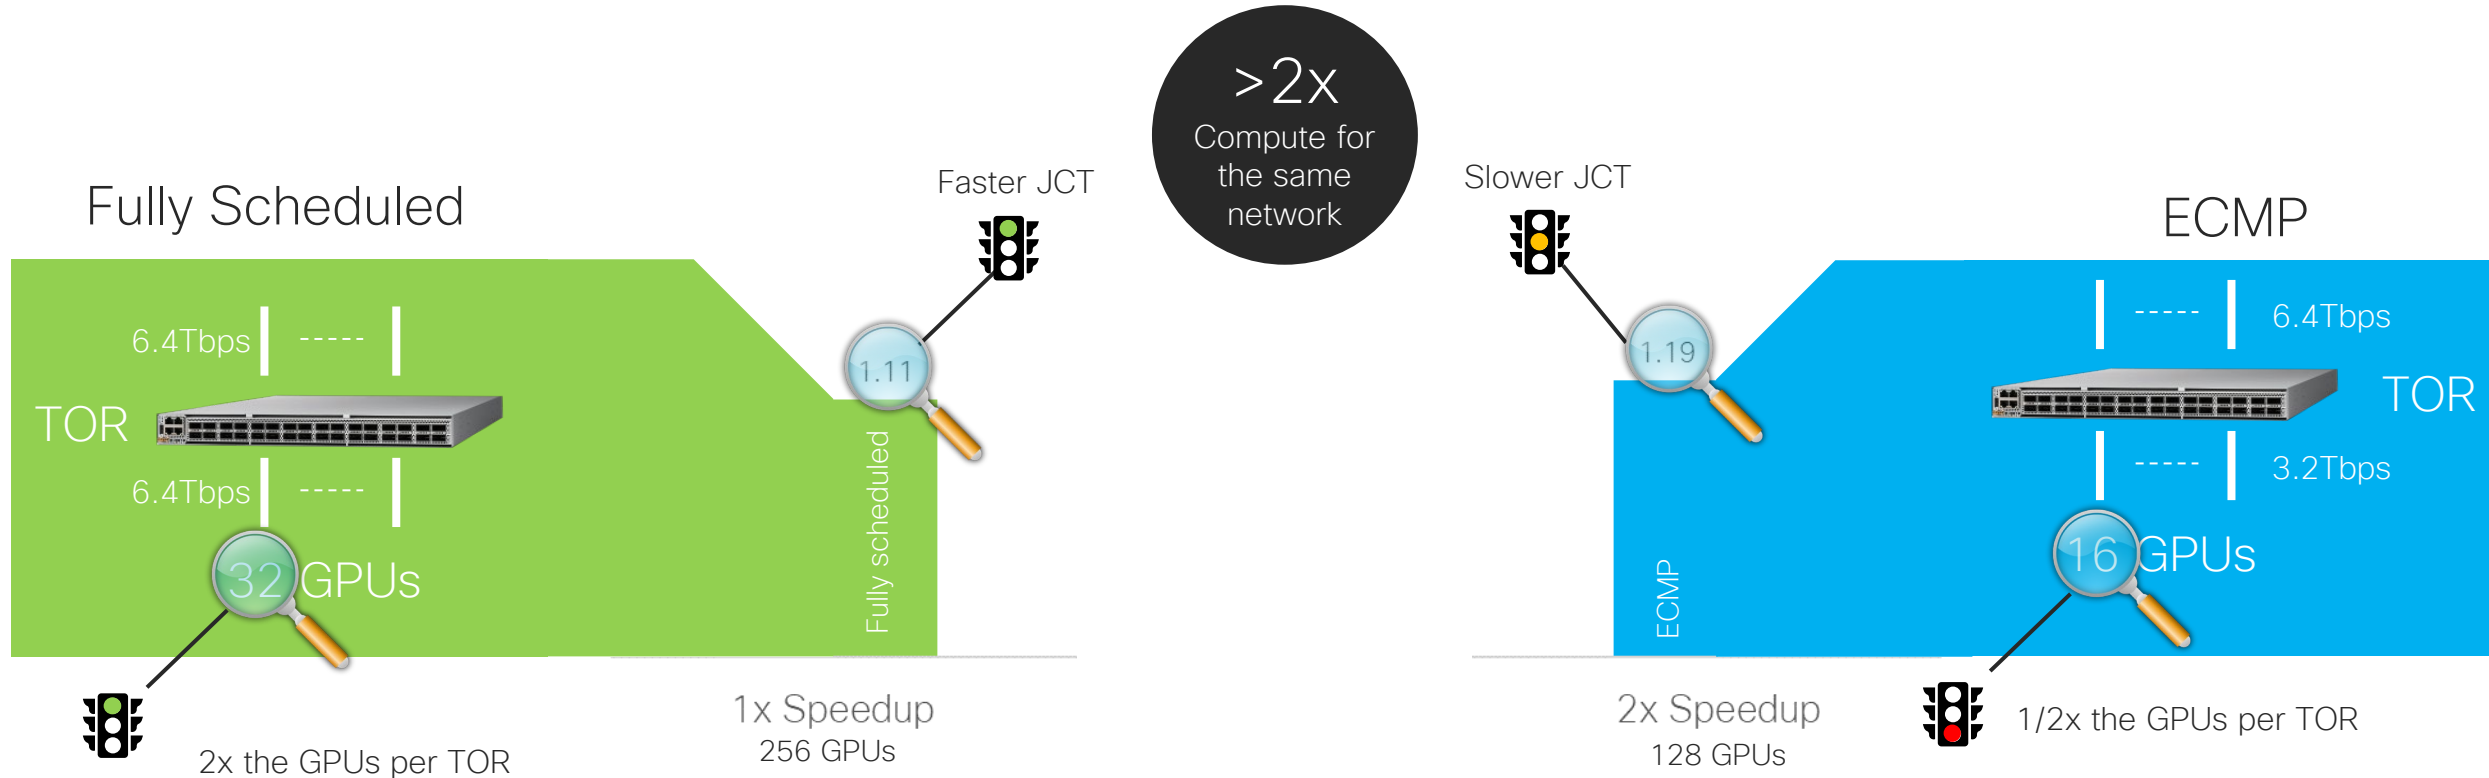 >2x
Compute for
the same
network
Fully Scheduled
Faster JCT
6.4Tbps
-----
TOR
6.4Tbps
-----
32 GPUs
2x the GPUs per TOR
1.11
Fully scheduled
1x Speedup
256 GPUs
Slower JCT
1.19
ECMP
2x Speedup
128 GPUs
ECMP
-----
6.4Tbps
TOR
-----
3.2Tbps
16 GPUs
1/2x the GPUs per TOR